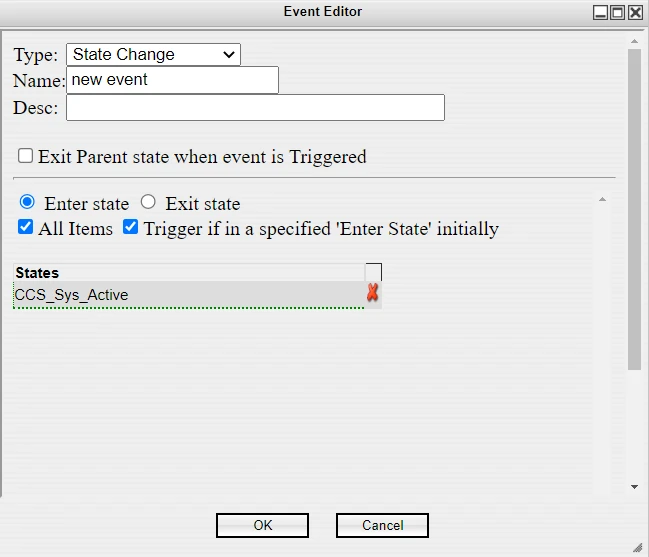 Event Editor
Type: State Change
Name: new event
Desc:
Exit Parent state when event is Triggered
Enter state Exit state
All Items Trigger if in a specified 'Enter State' initially
States
CCS_Sys_Active
OK Cancel